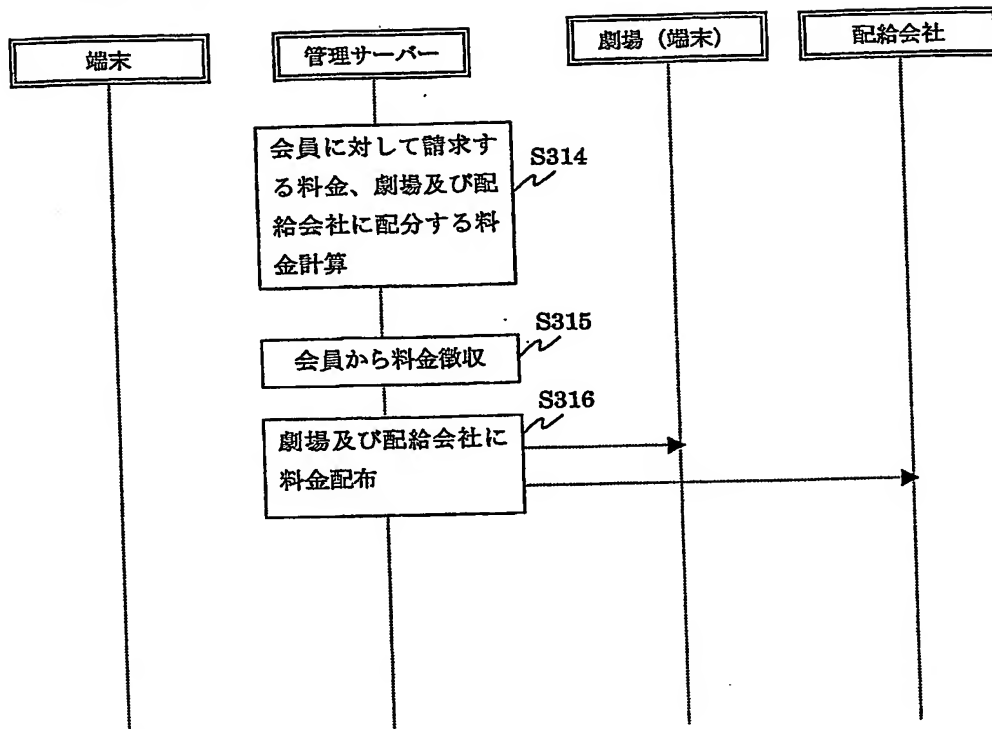 端末
管理サーバー
劇場（端末）
配給会社
会員に対して請求す
る料金、劇場及び配
給会社に配分する料
金計算
S314
会員から料金徴収
S315
劇場及び配給会社に
料金配布
S316